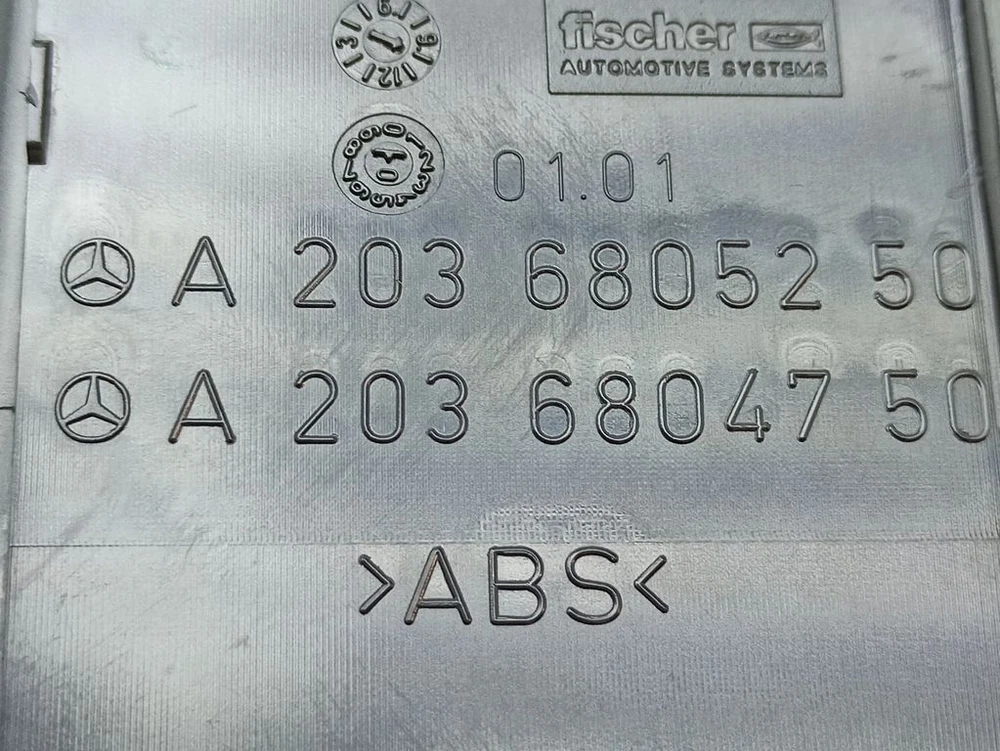 fischer
AUTOMOTIVE SYSTEMS
01.01
A 203 68052 50
A 203 68047 50
>ABS<